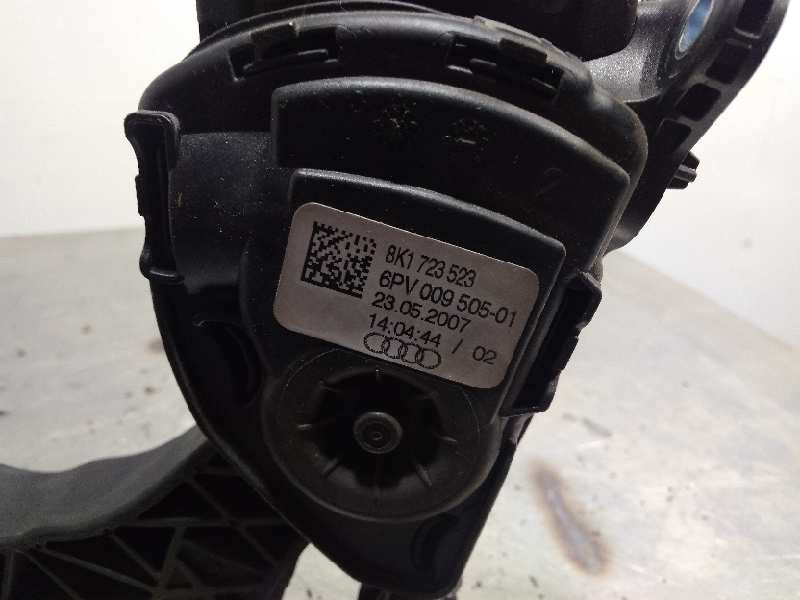 8K1 723 523
6PV 009 505-01
23.05.2007
14:04:44 / 02